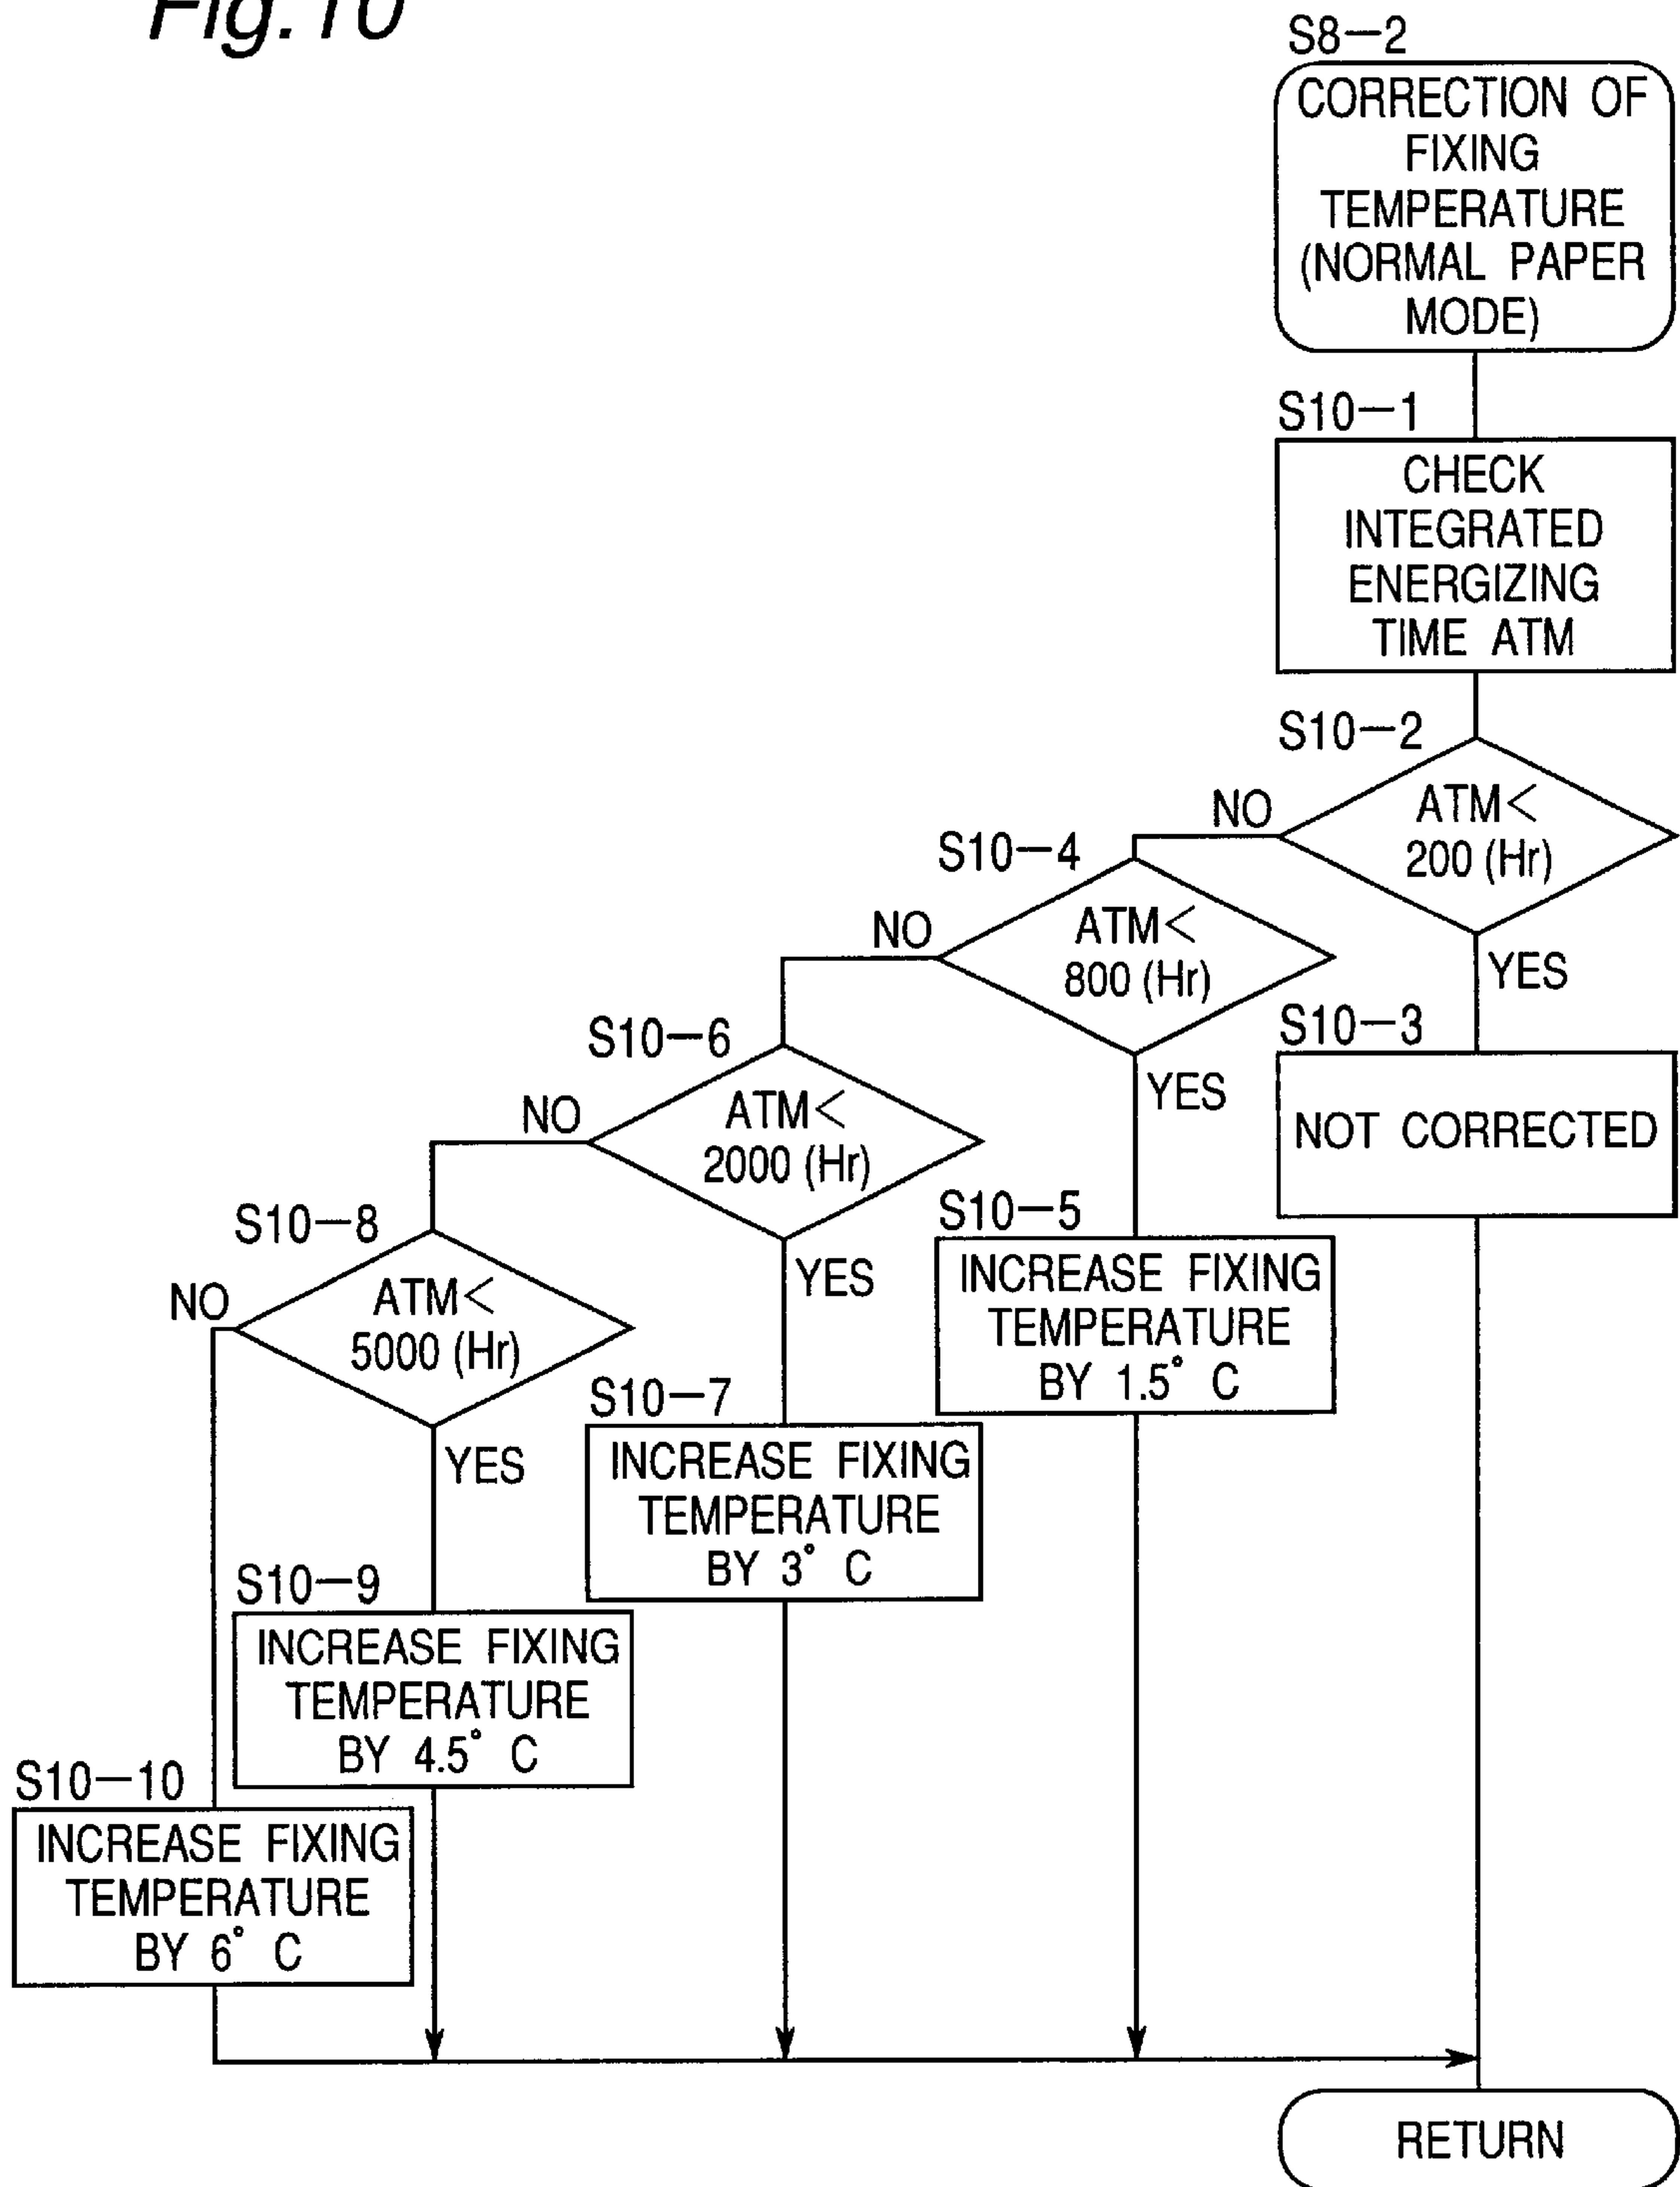 Fig.10
S8-2
CORRECTION OF
FIXING
TEMPERATURE
(NORMAL PAPER
MODE)
S10-1
CHECK
INTEGRATED
ENERGIZING
TIME ATM
S10-2
ATM<
200 (Hr)
NO
YES
S10-3
NOT CORRECTED
S10-4
ATM<
800 (Hr)
NO
YES
S10-5
INCREASE FIXING
TEMPERATURE
BY 1.5° C
S10-6
ATM<
2000 (Hr)
NO
YES
S10-7
INCREASE FIXING
TEMPERATURE
BY 3° C
S10-8
ATM<
5000 (Hr)
NO
YES
S10-9
INCREASE FIXING
TEMPERATURE
BY 4.5° C
S10-10
INCREASE FIXING
TEMPERATURE
BY 6° C
RETURN